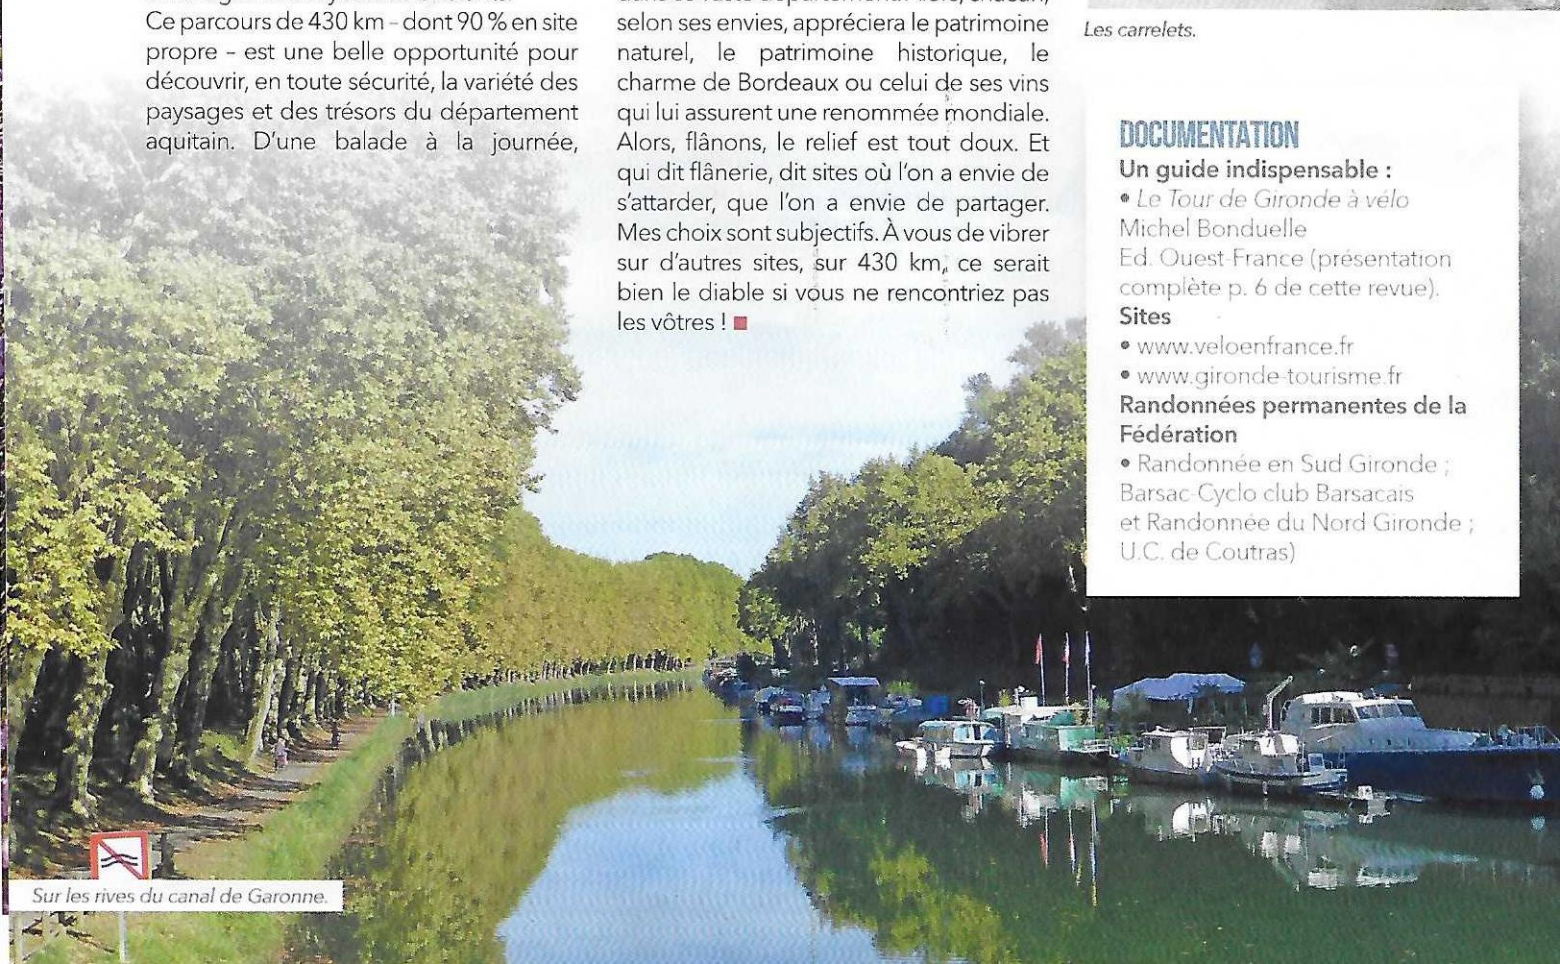 Ce parcours de 430 km – dont 90 % en site
propre – est une belle opportunité pour
découvrir, en toute sécurité, la variété des
paysages et des trésors du département
aquitain. D'une balade à la journée,
selon ses envies, appréciera le patrimoine
naturel, le patrimoine historique, le
charme de Bordeaux ou celui de ses vins
qui lui assurent une renommée mondiale.
Alors, flânons, le relief est tout doux. Et
qui dit flânerie, dit sites où l'on a envie de
s'attarder, que l'on a envie de partager.
Mes choix sont subjectifs. À vous de vibrer
sur d'autres sites, sur 430 km, ce serait
bien le diable si vous ne rencontriez pas
les vôtres !
Les carrelets.
DOCUMENTATION
Un guide indispensable :
• Le Tour de Gironde à vélo
Michel Bonduelle
Ed. Ouest-France (présentation
complète p. 6 de cette revue).
Sites
• www.veloenfrance.fr
• www.gironde-tourisme.fr
Randonnées permanentes de la
Fédération
• Randonnée en Sud Gironde ;
Barsac-Cyclo club Barsacais
et Randonnée du Nord Gironde ;
U.C. de Coutras)
Sur les rives du canal de Garonne.